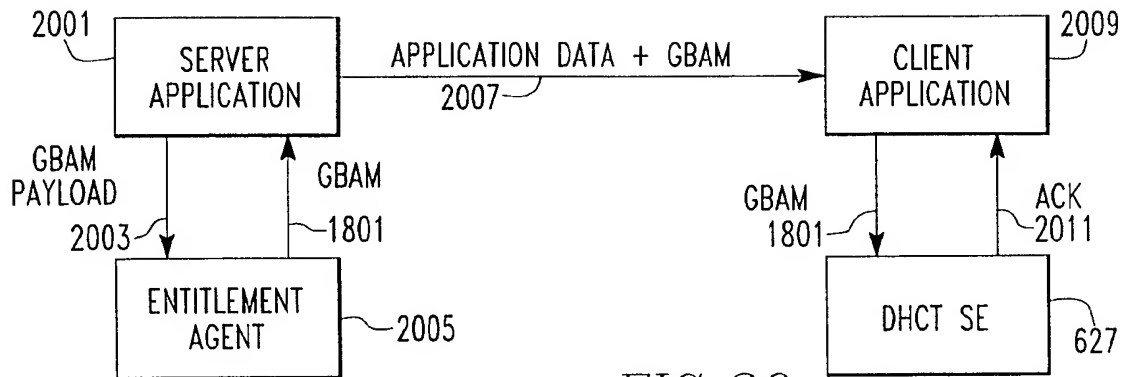 2001
SERVER
APPLICATION
APPLICATION DATA + GBAM
2007
CLIENT
APPLICATION
2009
GBAM
PAYLOAD
2003
GBAM
1801
GBAM
1801
ACK
2011
ENTITLEMENT
AGENT
2005
DHCT SE
627